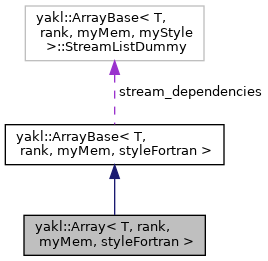 yakl::ArrayBase< T,
rank, myMem, myStyle
>::StreamListDummy
stream_dependencies
yakl::ArrayBase< T,
rank, myMem, styleFortran >
yakl::Array< T, rank,
myMem, styleFortran >